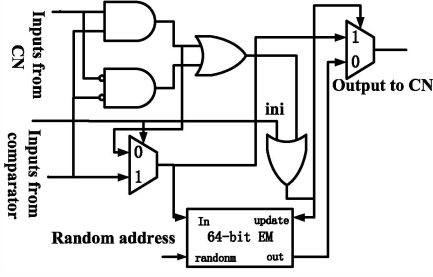 Inputs from
CN
1
0
Output to CN
ini
Inputs from
comparator
0
1
Random address
In
update
64-bit EM
randomm
out